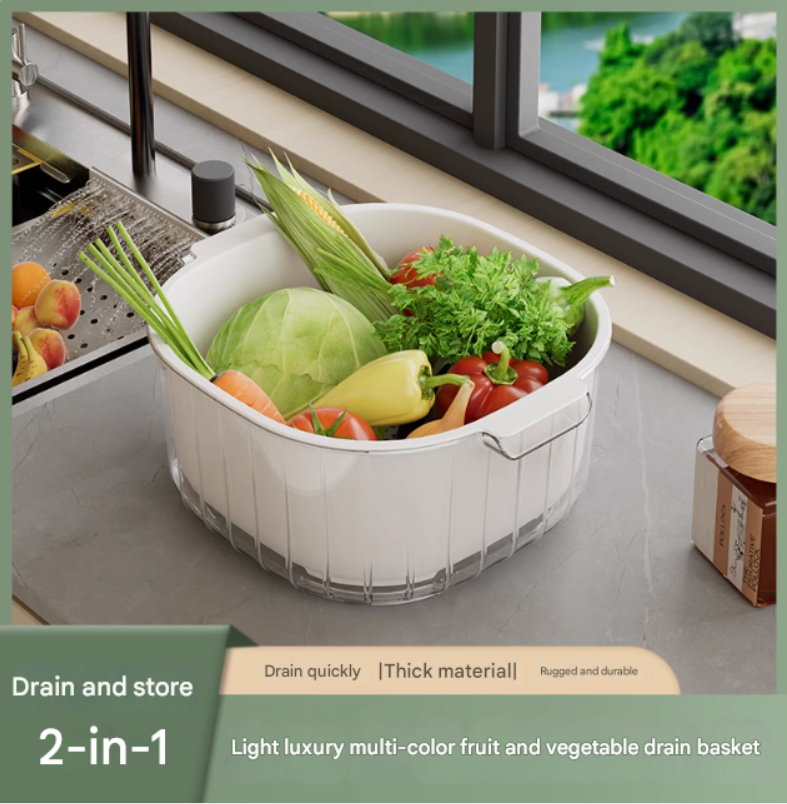 Drain and store
2-in-1
Drain quickly |Thick material| Rugged and durable
Light luxury multi-color fruit and vegetable drain basket
POLLOCK